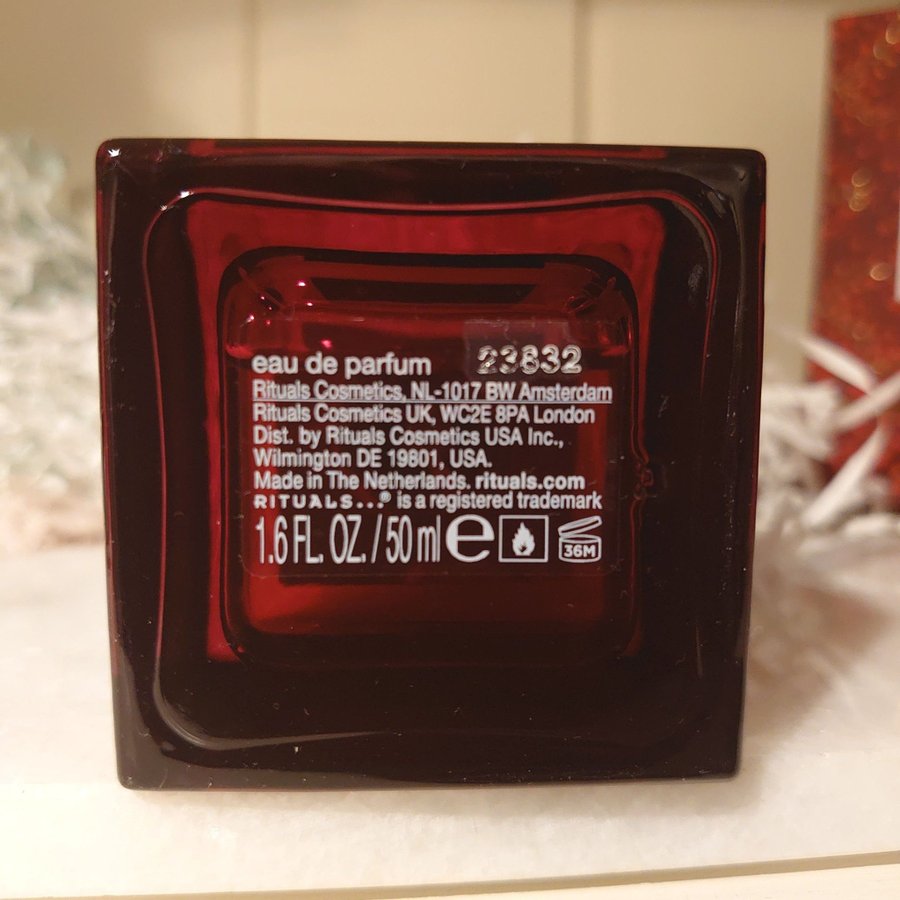 eau de parfum 23832
Rituals Cosmetics, NL-1017 BW Amsterdam
Rituals Cosmetics UK, WC2E 8PA London
Dist. by Rituals Cosmetics USA Inc.,
Wilmington DE 19801, USA.
Made in The Netherlands. rituals.com
RITUALS...® is a registered trademark
1.6 FL. OZ. / 50 ml e 36M